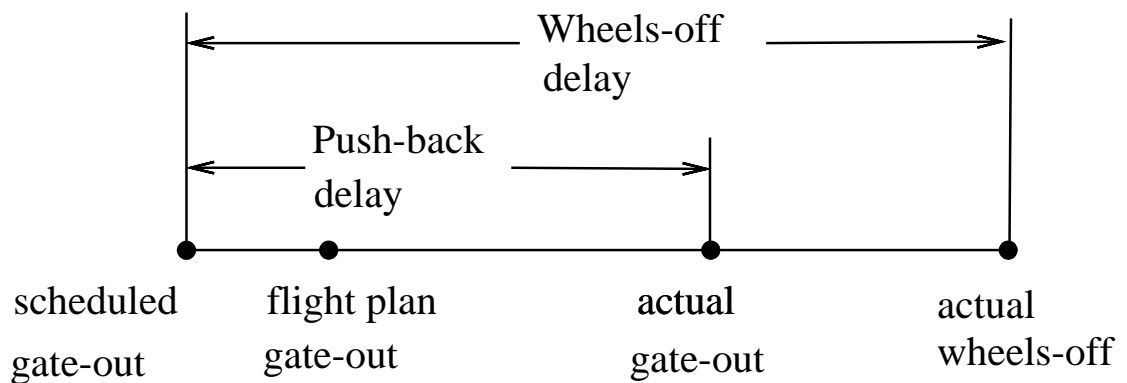 Wheels-off
delay
Push-back
delay
scheduled
gate-out
flight plan
gate-out
actual
gate-out
actual
wheels-off